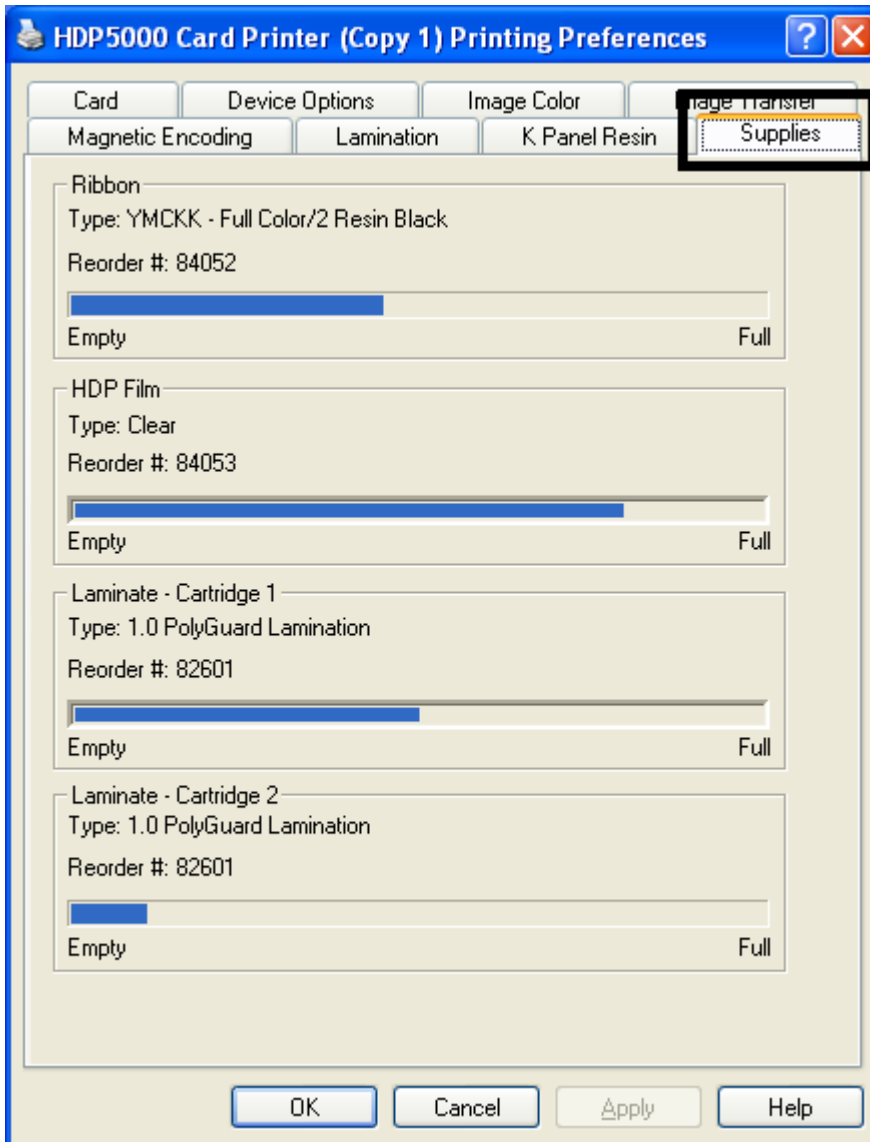 HDP5000 Card Printer (Copy 1) Printing Preferences
Card Device Options Image Color Image Transfer
Magnetic Encoding Lamination K Panel Resin Supplies
Ribbon
Type: YMCKK - Full Color/2 Resin Black
Reorder #: 84052
Empty Full
HDP Film
Type: Clear
Reorder #: 84053
Empty Full
Laminate - Cartridge 1
Type: 1.0 PolyGuard Lamination
Reorder #: 82601
Empty Full
Laminate - Cartridge 2
Type: 1.0 PolyGuard Lamination
Reorder #: 82601
Empty Full
OK Cancel Apply Help